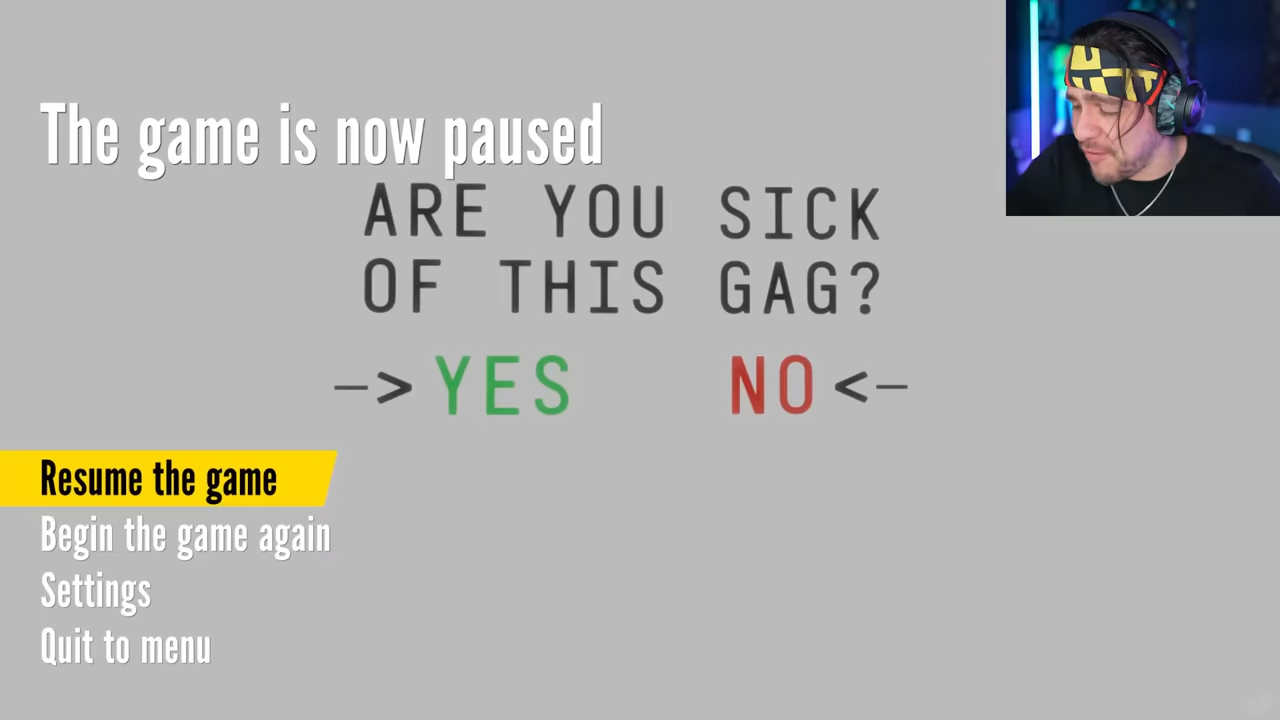 The game is now paused
ARE YOU SICK
OF THIS GAG?
—> YES NO <—
Resume the game
Begin the game again
Settings
Quit to menu